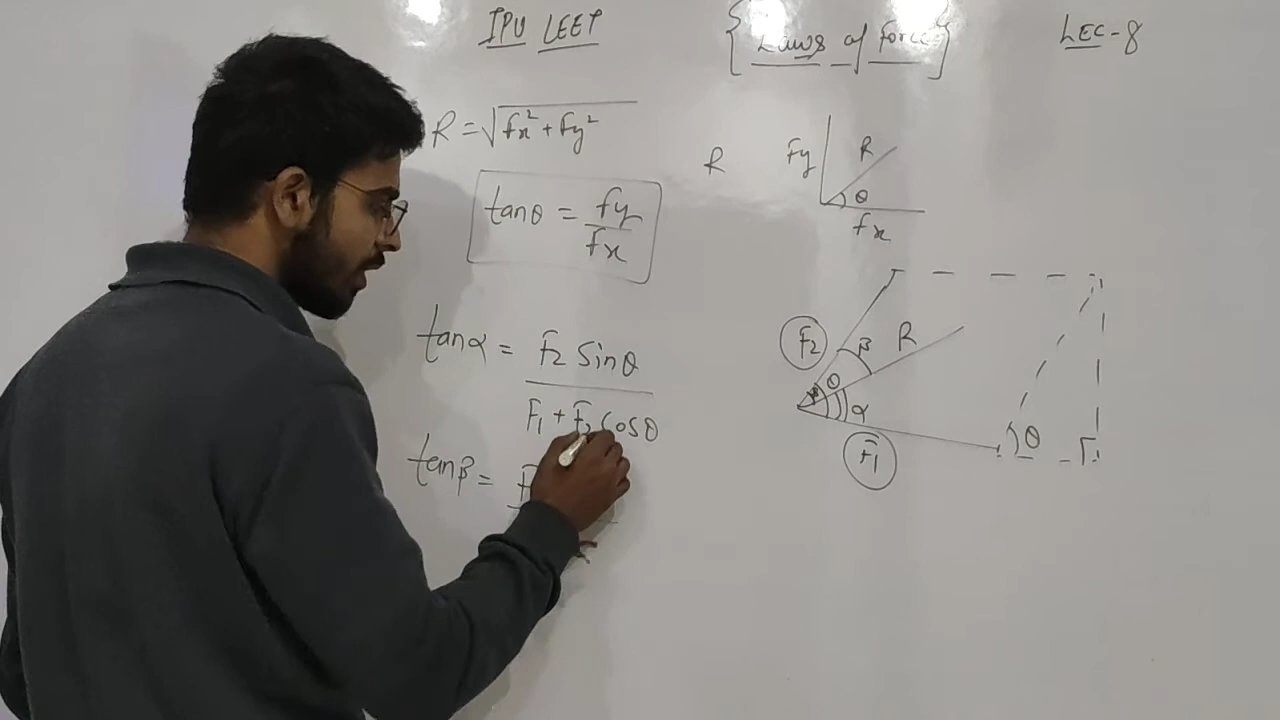 IPU LEET
{Laws of force}
LEC-8
R = √fx² + Fy²
tanθ = fy/fx
R
Fy
R
θ
fx
tanα = F2 Sinθ
F1 + F2 Cosθ
tanβ =
F2
β
R
θ
α
F1
θ